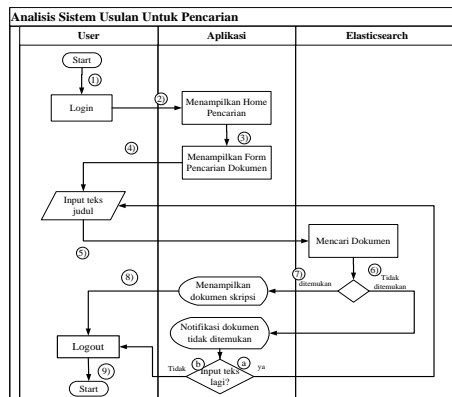 Analisis Sistem Usulan Untuk Pencarian
User
Aplikasi
Elasticsearch
Start
1)
Login
2)
Menampilkan Home
Pencarian
3)
Menampilkan Form
Pencarian Dokumen
4)
Input teks
judul
5)
Mencari Dokumen
6)
Tidak
ditemukan
7)
ditemukan
Menampilkan
dokumen skripsi
8)
Notifikasi dokumen
tidak ditemukan
Input teks
lagi?
a
ya
b
Tidak
Logout
9)
Start